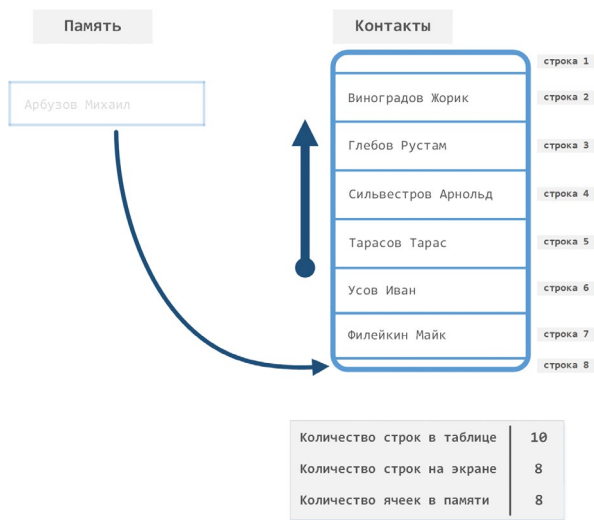 Память
Контакты
строка 1
Арбузов Михаил
Виноградов Жорик
строка 2
Глебов Рустам
строка 3
Сильвестров Арнольд
строка 4
Тарасов Тарас
строка 5
Усов Иван
строка 6
Филейкин Майк
строка 7
строка 8
Количество строк в таблице 10
Количество строк на экране 8
Количество ячеек в памяти 8